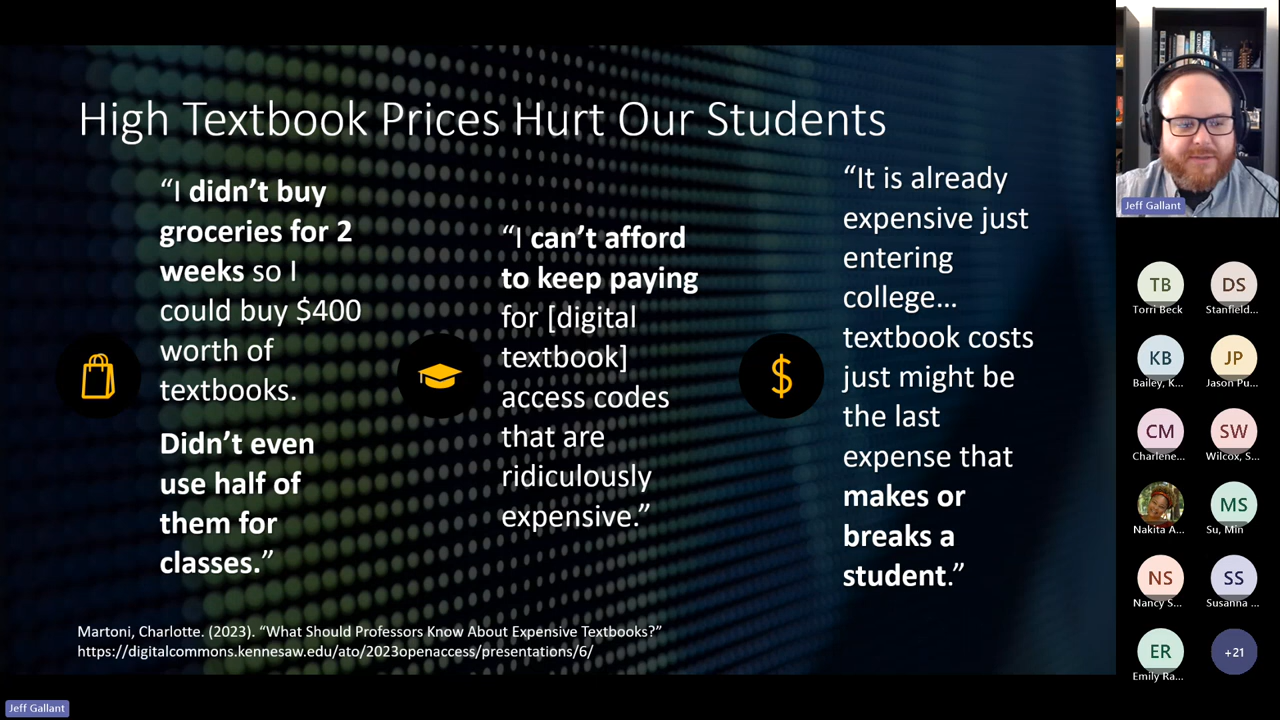 High Textbook Prices Hurt Our Students
“I didn’t buy
groceries for 2
weeks so I
could buy $400
worth of
textbooks.
Didn’t even
use half of
them for
classes.”
“I can’t afford
to keep paying
for [digital
textbook]
access codes
that are
ridiculously
expensive.”
“It is already
expensive just
entering
college…
textbook costs
just might be
the last
expense that
makes or
breaks a
student.”
$
Martoni, Charlotte. (2023). “What Should Professors Know About Expensive Textbooks?”
https://digitalcommons.kennesaw.edu/ato/2023openaccess/presentations/6/
Jeff Gallant
TB
Torri Beck
DS
Stanfield...
KB
Bailey, K...
JP
Jason Pu...
CM
Charlene...
SW
Wilcox, S...
Nakita A...
MS
Su, Min
NS
Nancy S...
SS
Susanna ...
ER
Emily Ra...
+21
Jeff Gallant